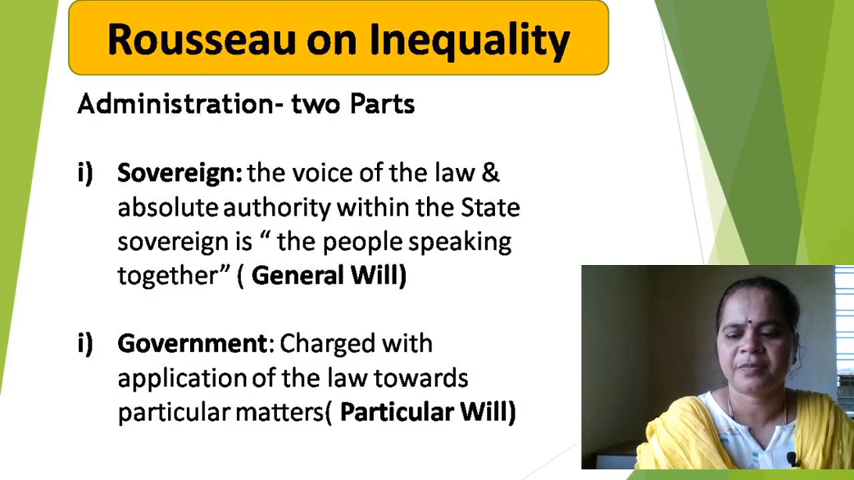 Rousseau on Inequality
Administration- two Parts
i) Sovereign: the voice of the law &
absolute authority within the State
sovereign is “ the people speaking
together” ( General Will)
i) Government: Charged with
application of the law towards
particular matters( Particular Will)